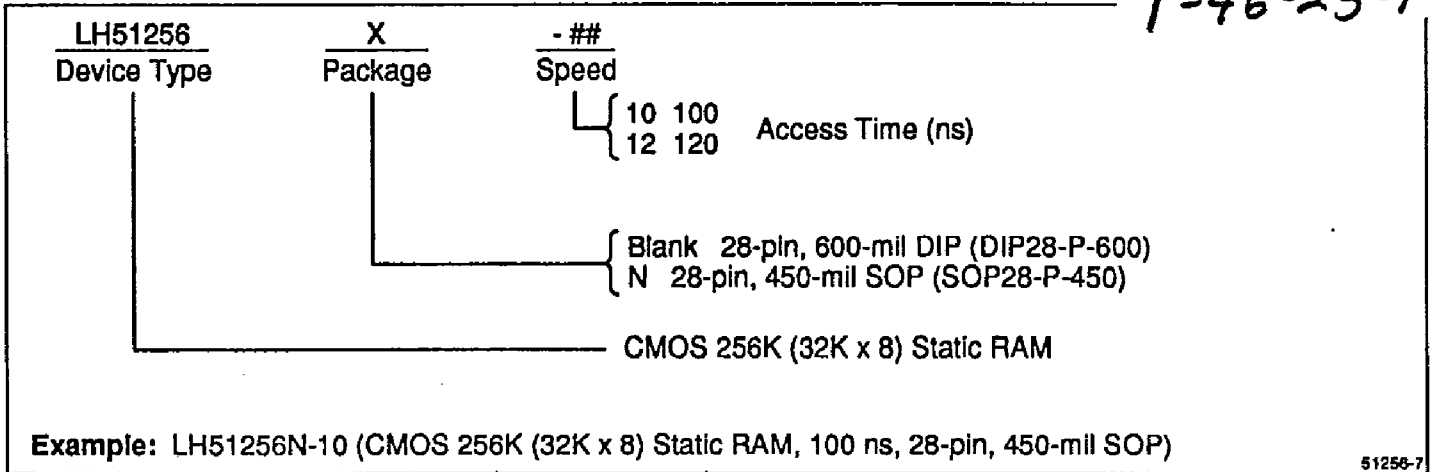 LH51256 X - ##
Device Type Package Speed
10 100
12 120
Access Time (ns)
Blank 28-pin, 600-mil DIP (DIP28-P-600)
N 28-pin, 450-mil SOP (SOP28-P-450)
CMOS 256K (32K x 8) Static RAM
Example: LH51256N-10 (CMOS 256K (32K x 8) Static RAM, 100 ns, 28-pin, 450-mil SOP)
51256-7